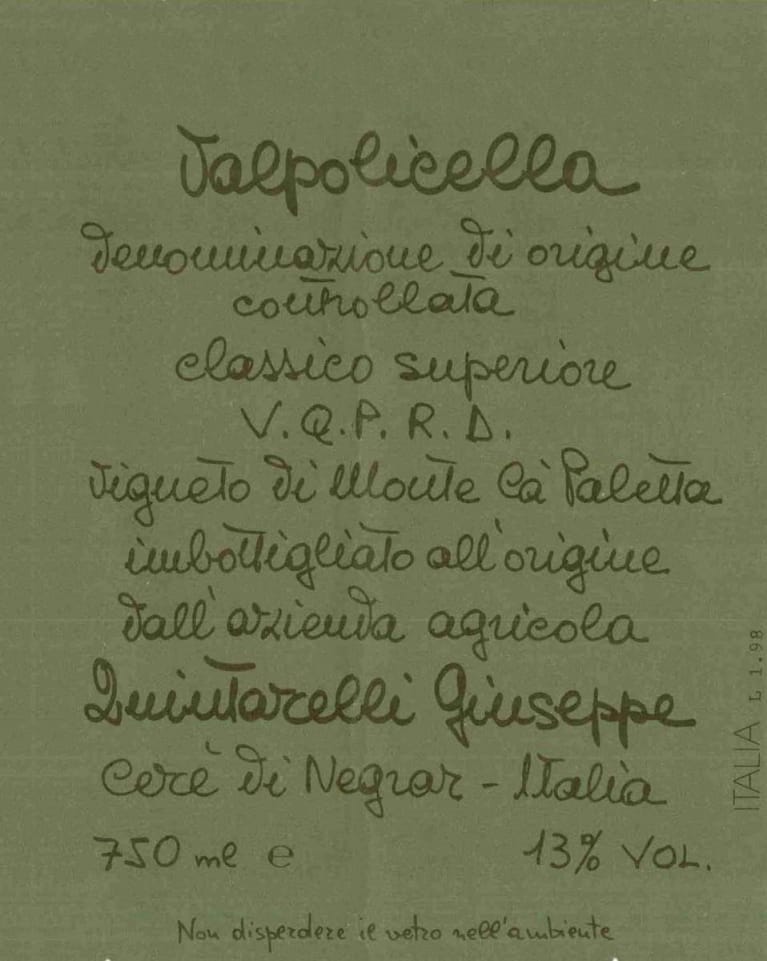 Valpolicella
denominazione di origine
controllata
classico superiore
V.Q.P.R.D.
vigneto di Monte Cà Paletta
imbottigliato all'origine
dall'azienda agricola
Quintarelli Giuseppe
Cerè di Negrar - Italia
750 ml e 13% VOL.
Non disperdere il vetro nell'ambiente
ITALIA L 1.98